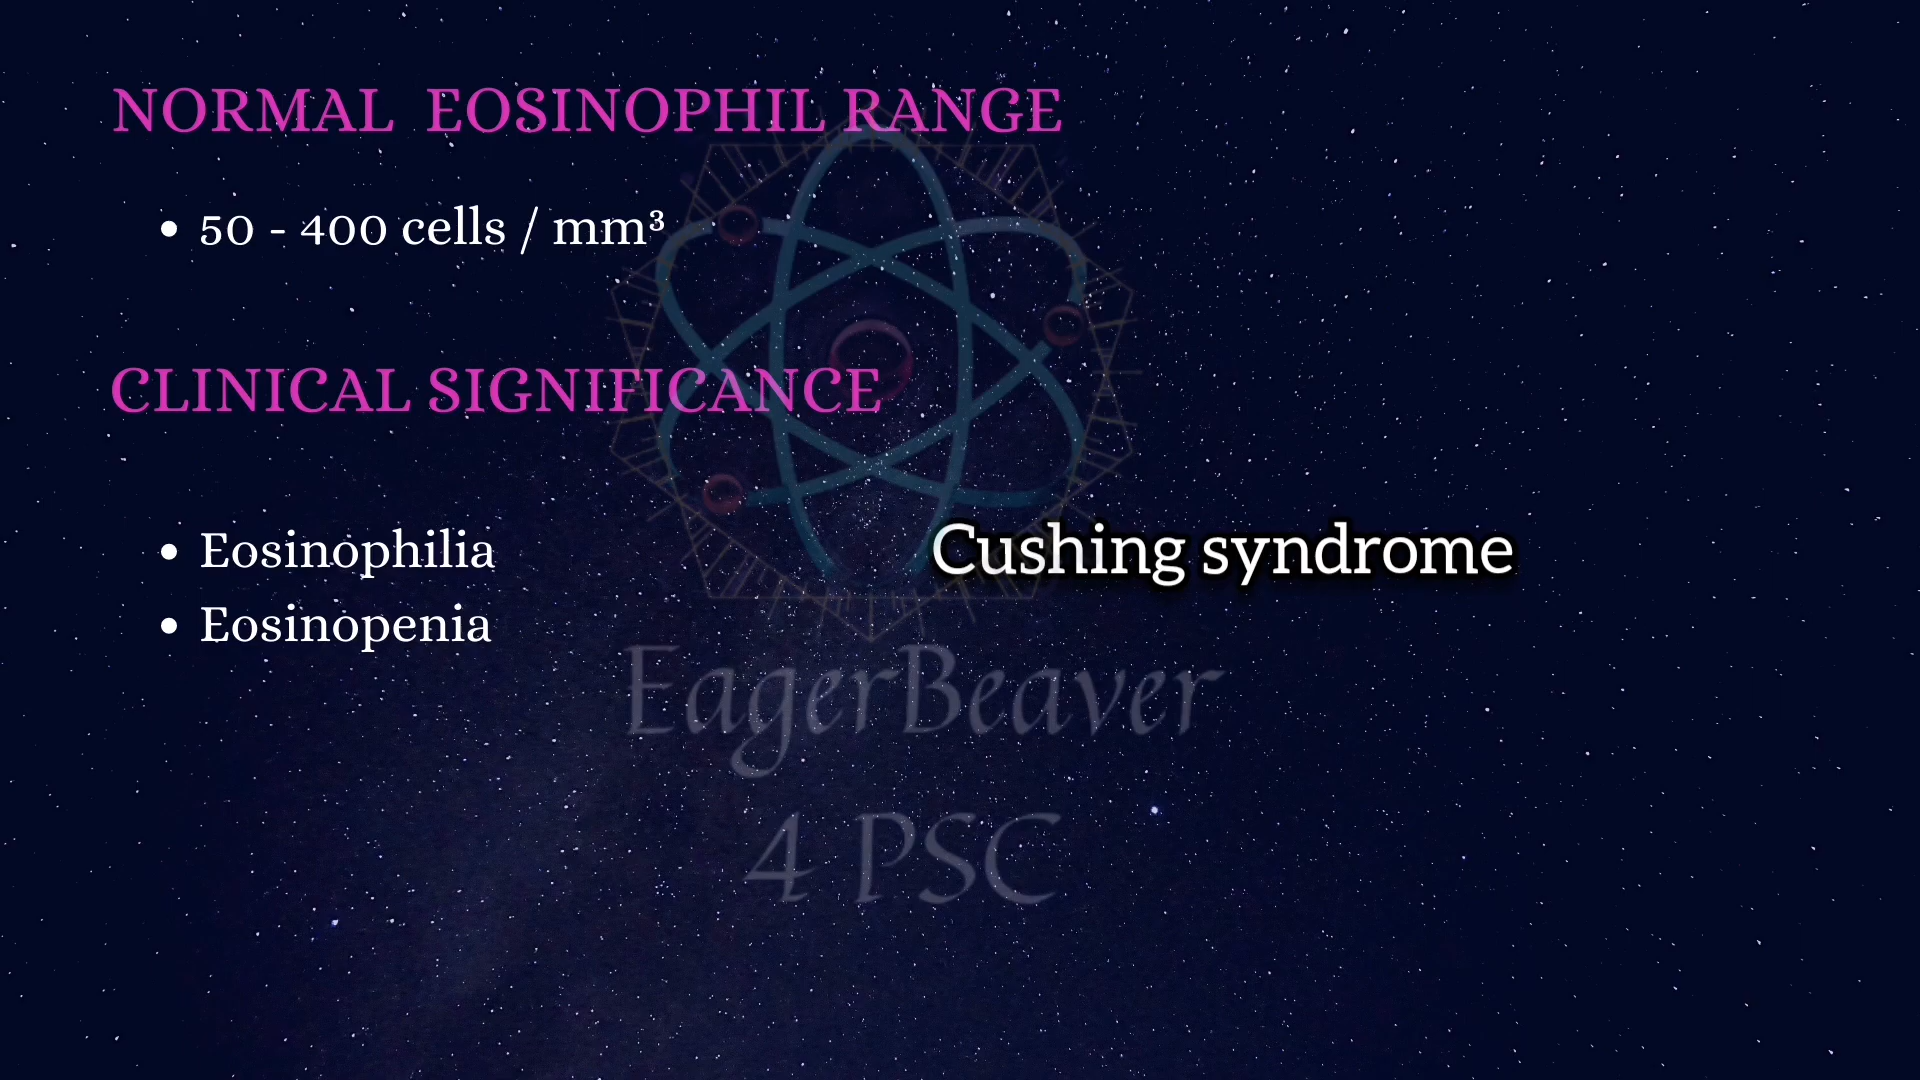 NORMAL EOSINOPHIL RANGE
• 50 - 400 cells / mm³
CLINICAL SIGNIFICANCE
• Eosinophilia
Cushing syndrome
• Eosinopenia
EagerBeaver
4 PSC